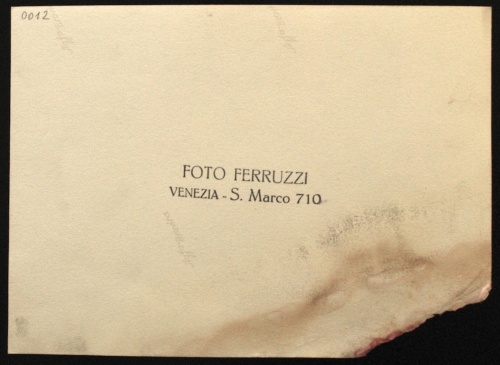 0012
FOTO FERRUZZI
VENEZIA - S. Marco 710